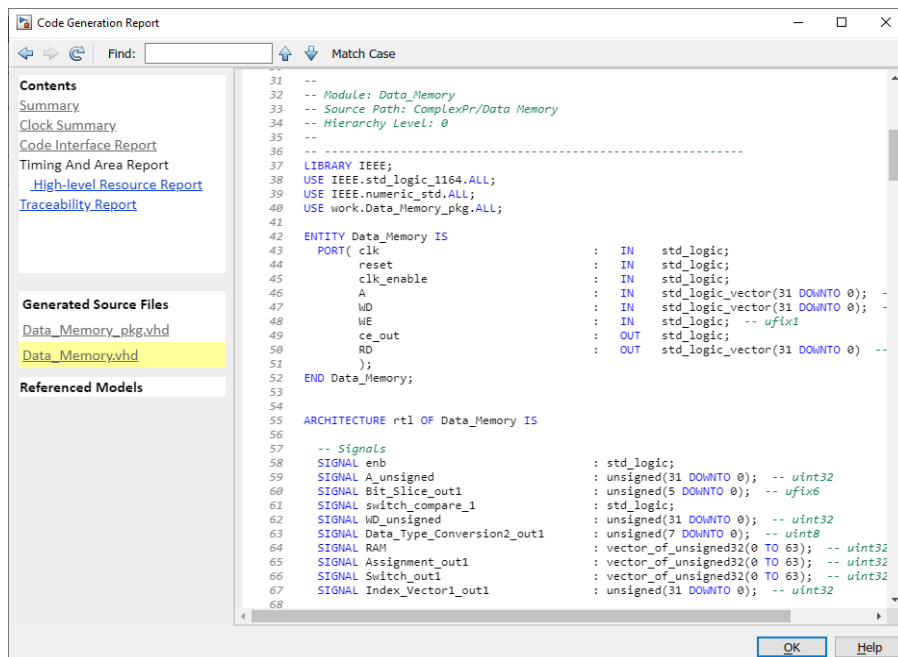 Code Generation Report
Find:
Match Case
Contents
Summary
Clock Summary
Code Interface Report
Timing And Area Report
High-level Resource Report
Traceability Report
Generated Source Files
Data_Memory_pkg.vhd
Data_Memory.vhd
Referenced Models
31 --
32 -- Module: Data_Memory
33 -- Source Path: ComplexPr/Data Memory
34 -- Hierarchy Level: 0
35 --
36 -- -------------------------------------------------------------
37 LIBRARY IEEE;
38 USE IEEE.std_logic_1164.ALL;
39 USE IEEE.numeric_std.ALL;
40 USE work.Data_Memory_pkg.ALL;
41
42 ENTITY Data_Memory IS
43 PORT( clk : IN std_logic;
44 reset : IN std_logic;
45 clk_enable : IN std_logic;
46 A : IN std_logic_vector(31 DOWNTO 0); -
47 WD : IN std_logic_vector(31 DOWNTO 0); -
48 WE : IN std_logic; -- ufix1
49 ce_out : OUT std_logic;
50 RD : OUT std_logic_vector(31 DOWNTO 0) --
51 );
52 END Data_Memory;
53
54
55 ARCHITECTURE rtl OF Data_Memory IS
56
57 -- Signals
58 SIGNAL enb : std_logic;
59 SIGNAL A_unsigned : unsigned(31 DOWNTO 0); -- uint32
60 SIGNAL Bit_Slice_out1 : unsigned(5 DOWNTO 0); -- ufix6
61 SIGNAL switch_compare_1 : std_logic;
62 SIGNAL WD_unsigned : unsigned(31 DOWNTO 0); -- uint32
63 SIGNAL Data_Type_Conversion2_out1 : unsigned(7 DOWNTO 0); -- uint8
64 SIGNAL RAM : vector_of_unsigned32(0 TO 63); -- uint32
65 SIGNAL Assignment_out1 : vector_of_unsigned32(0 TO 63); -- uint32
66 SIGNAL Switch_out1 : vector_of_unsigned32(0 TO 63); -- uint32
67 SIGNAL Index_Vector1_out1 : unsigned(31 DOWNTO 0); -- uint32
68
OK
Help